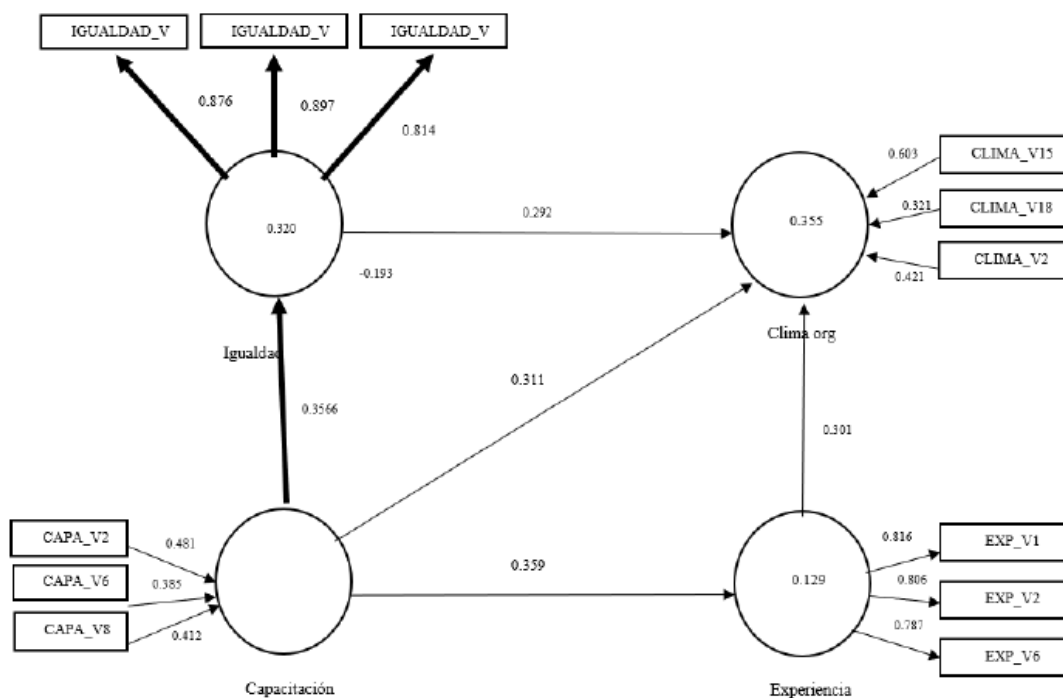 IGUALDAD_V
IGUALDAD_V
IGUALDAD_V
0.876
0.897
0.814
CLIMA_V15
0.603
CLIMA_V18
0.321
CLIMA_V2
0.421
0.320
0.292
0.355
-0.193
Igualdad
Clima org
0.3566
0.311
0.301
CAPA_V2
0.481
CAPA_V6
0.385
CAPA_V8
0.412
0.359
0.129
0.816
EXP_V1
0.806
EXP_V2
0.787
EXP_V6
Capacitación
Experiencia